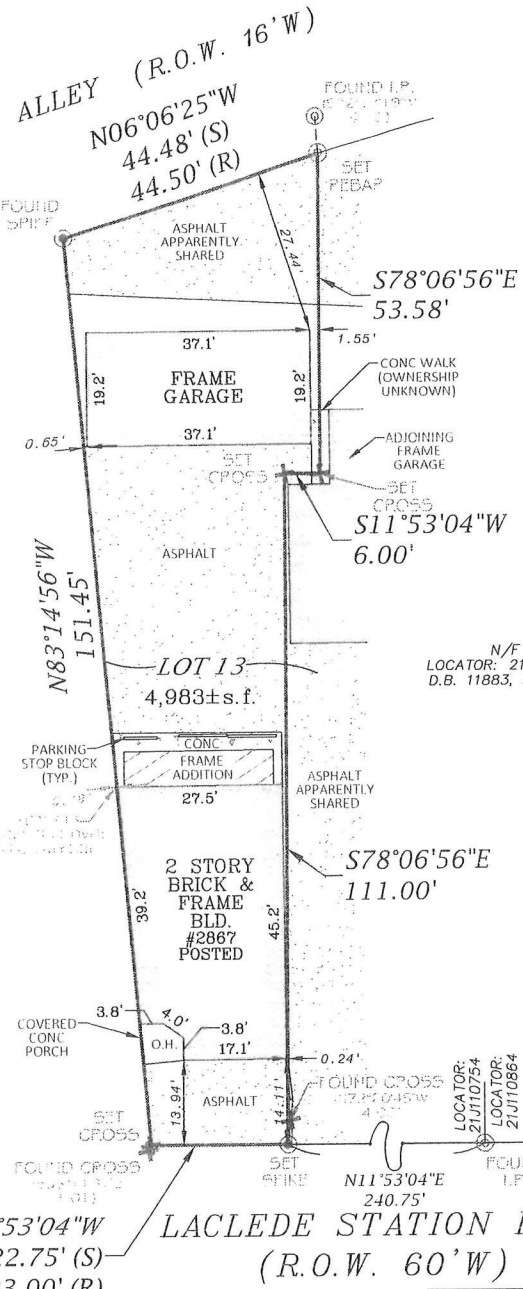 ALLEY (R.O.W. 16'W)
N06°06'25"W
44.48' (S)
44.50' (R)
FOUND I.P.
SET
REBAR
FOUND
SPIKE
ASPHALT
APPARENTLY
SHARED
27.44'
S78°06'56"E
53.58'
37.1'
1.55'
19.2'
FRAME
GARAGE
19.2'
CONC WALK
(OWNERSHIP
UNKNOWN)
37.1'
0.65'
ADJOINING
FRAME
GARAGE
SET
CROSS
SET
CROSS
S11°53'04"W
6.00'
ASPHALT
N83°14'56"W
151.45'
LOT 13
4,983±s.f.
N/F
LOCATOR: 21
D.B. 11883,
PARKING
STOP BLOCK
(TYP.)
CONC
FRAME
ADDITION
27.5'
ASPHALT
APPARENTLY
SHARED
2 STORY
BRICK &
FRAME
BLD.
#2867
POSTED
39.2'
45.2'
S78°06'56"E
111.00'
3.8'
4.0'
3.8'
O.H.
17.1'
COVERED
CONC
PORCH
0.24'
13.94'
ASPHALT
14.11'
FOUND CROSS
LOCATOR:
21J110754
LOCATOR:
21J110864
SET
CROSS
FOUND CROSS
SET
SPIKE
N11°53'04"E
240.75'
FOU
°53'04"W
22.75' (S)
3.00' (R)
LACLEDE STATION
(R.O.W. 60'W)